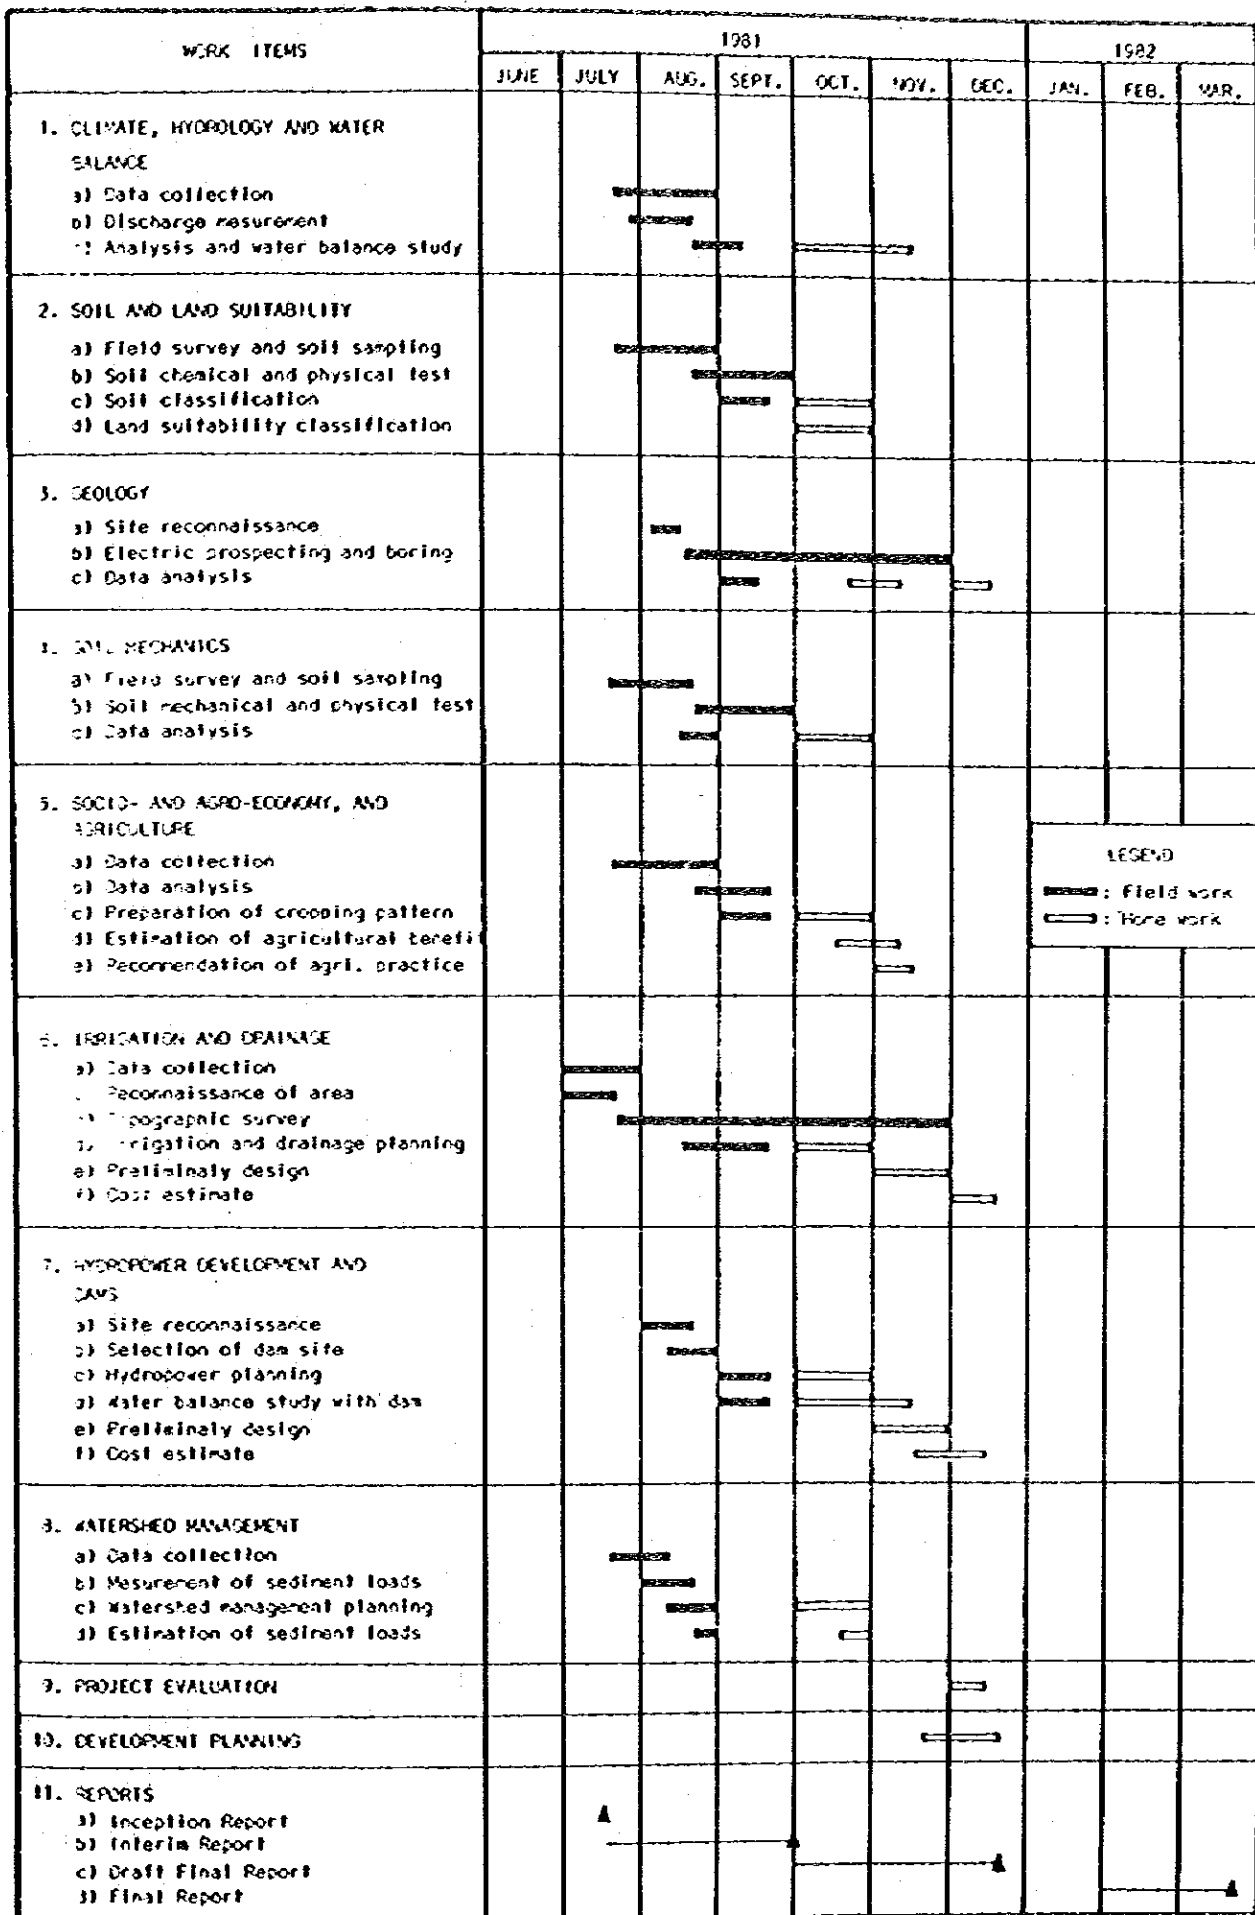 WORK ITEMS
1981
1982
JUNE JULY AUG. SEPT. OCT. NOV. DEC. JAN. FEB. MAR.
1. CLIMATE, HYDROLOGY AND WATER
BALANCE
a) Data collection
b) Discharge mesurement
c) Analysis and water balance study
2. SOIL AND LAND SUITABILITY
a) Field survey and soil sampling
b) Soil chemical and physical test
c) Soil classification
d) Land suitability classification
3. GEOLOGY
a) Site reconnaissance
b) Electric prospecting and boring
c) Data analysis
4. SOIL MECHANICS
a) Field survey and soil sampling
b) Soil mechanical and physical test
c) Data analysis
5. SOCIO- AND AGRO-ECONOMY, AND
AGRICULTURE
a) Data collection
b) Data analysis
c) Preparation of cropping pattern
d) Estimation of agricultural benefit
e) Recommendation of agri. practice
LEGEND
: Field work
: Home work
6. IRRIGATION AND DRAINAGE
a) Data collection
Reconnaissance of area
Topographic survey
Irrigation and drainage planning
e) Preliminaly design
f) Cost estimate
7. HYDROPOWER DEVELOPMENT AND
DAMS
a) Site reconnaissance
b) Selection of dam site
c) Hydropower planning
d) Water balance study with dam
e) Preliminaly design
f) Cost estimate
8. WATERSHED MANAGEMENT
a) Data collection
b) Mesurement of sediment loads
c) Watershed management planning
d) Estimation of sediment loads
9. PROJECT EVALUATION
10. DEVELOPMENT PLANNING
11. REPORTS
a) Inception Report
b) Interim Report
c) Draft Final Report
d) Final Report